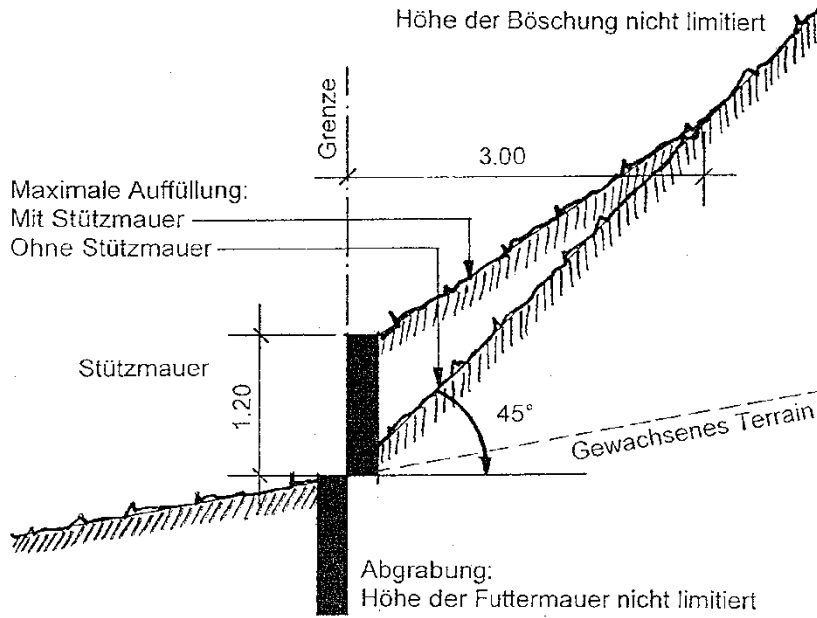 Höhe der Böschung nicht limitiert
Grenze
3.00
Maximale Auffüllung:
Mit Stützmauer
Ohne Stützmauer
Stützmauer
1.20
45°
Gewachsenes Terrain
Abgrabung:
Höhe der Futtermauer nicht limitiert